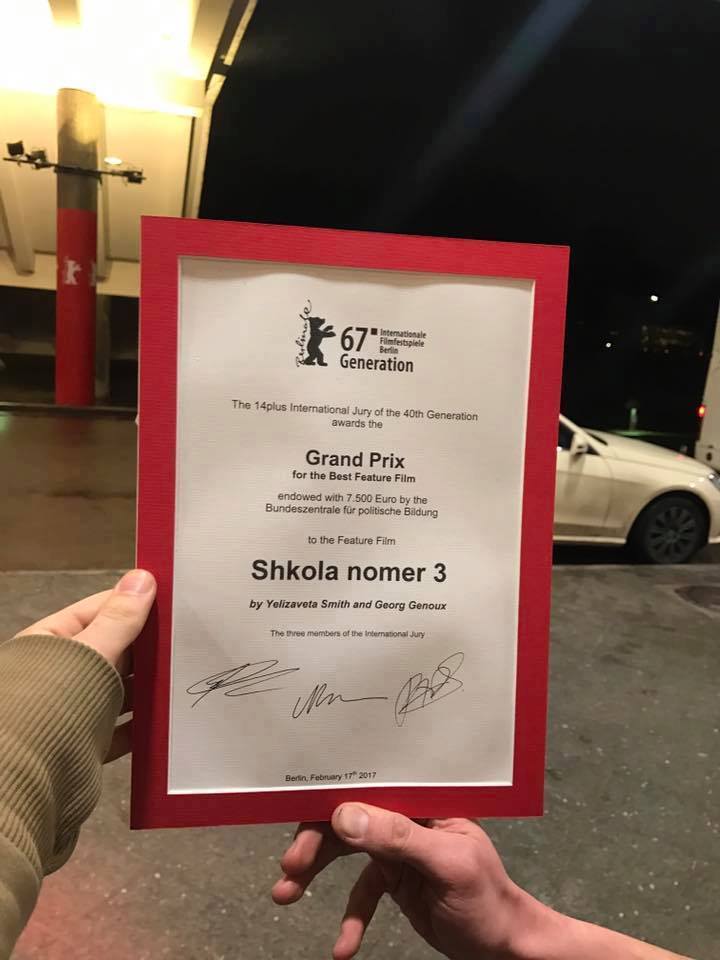 Berlinale
67 Internationale
Filmfestspiele
Berlin
Generation
The 14plus International Jury of the 40th Generation
awards the
Grand Prix
for the Best Feature Film
endowed with 7.500 Euro by the
Bundeszentrale für politische Bildung
to the Feature Film
Shkola nomer 3
by Yelizaveta Smith and Georg Genoux
The three members of the International Jury
Berlin, February 17th 2017